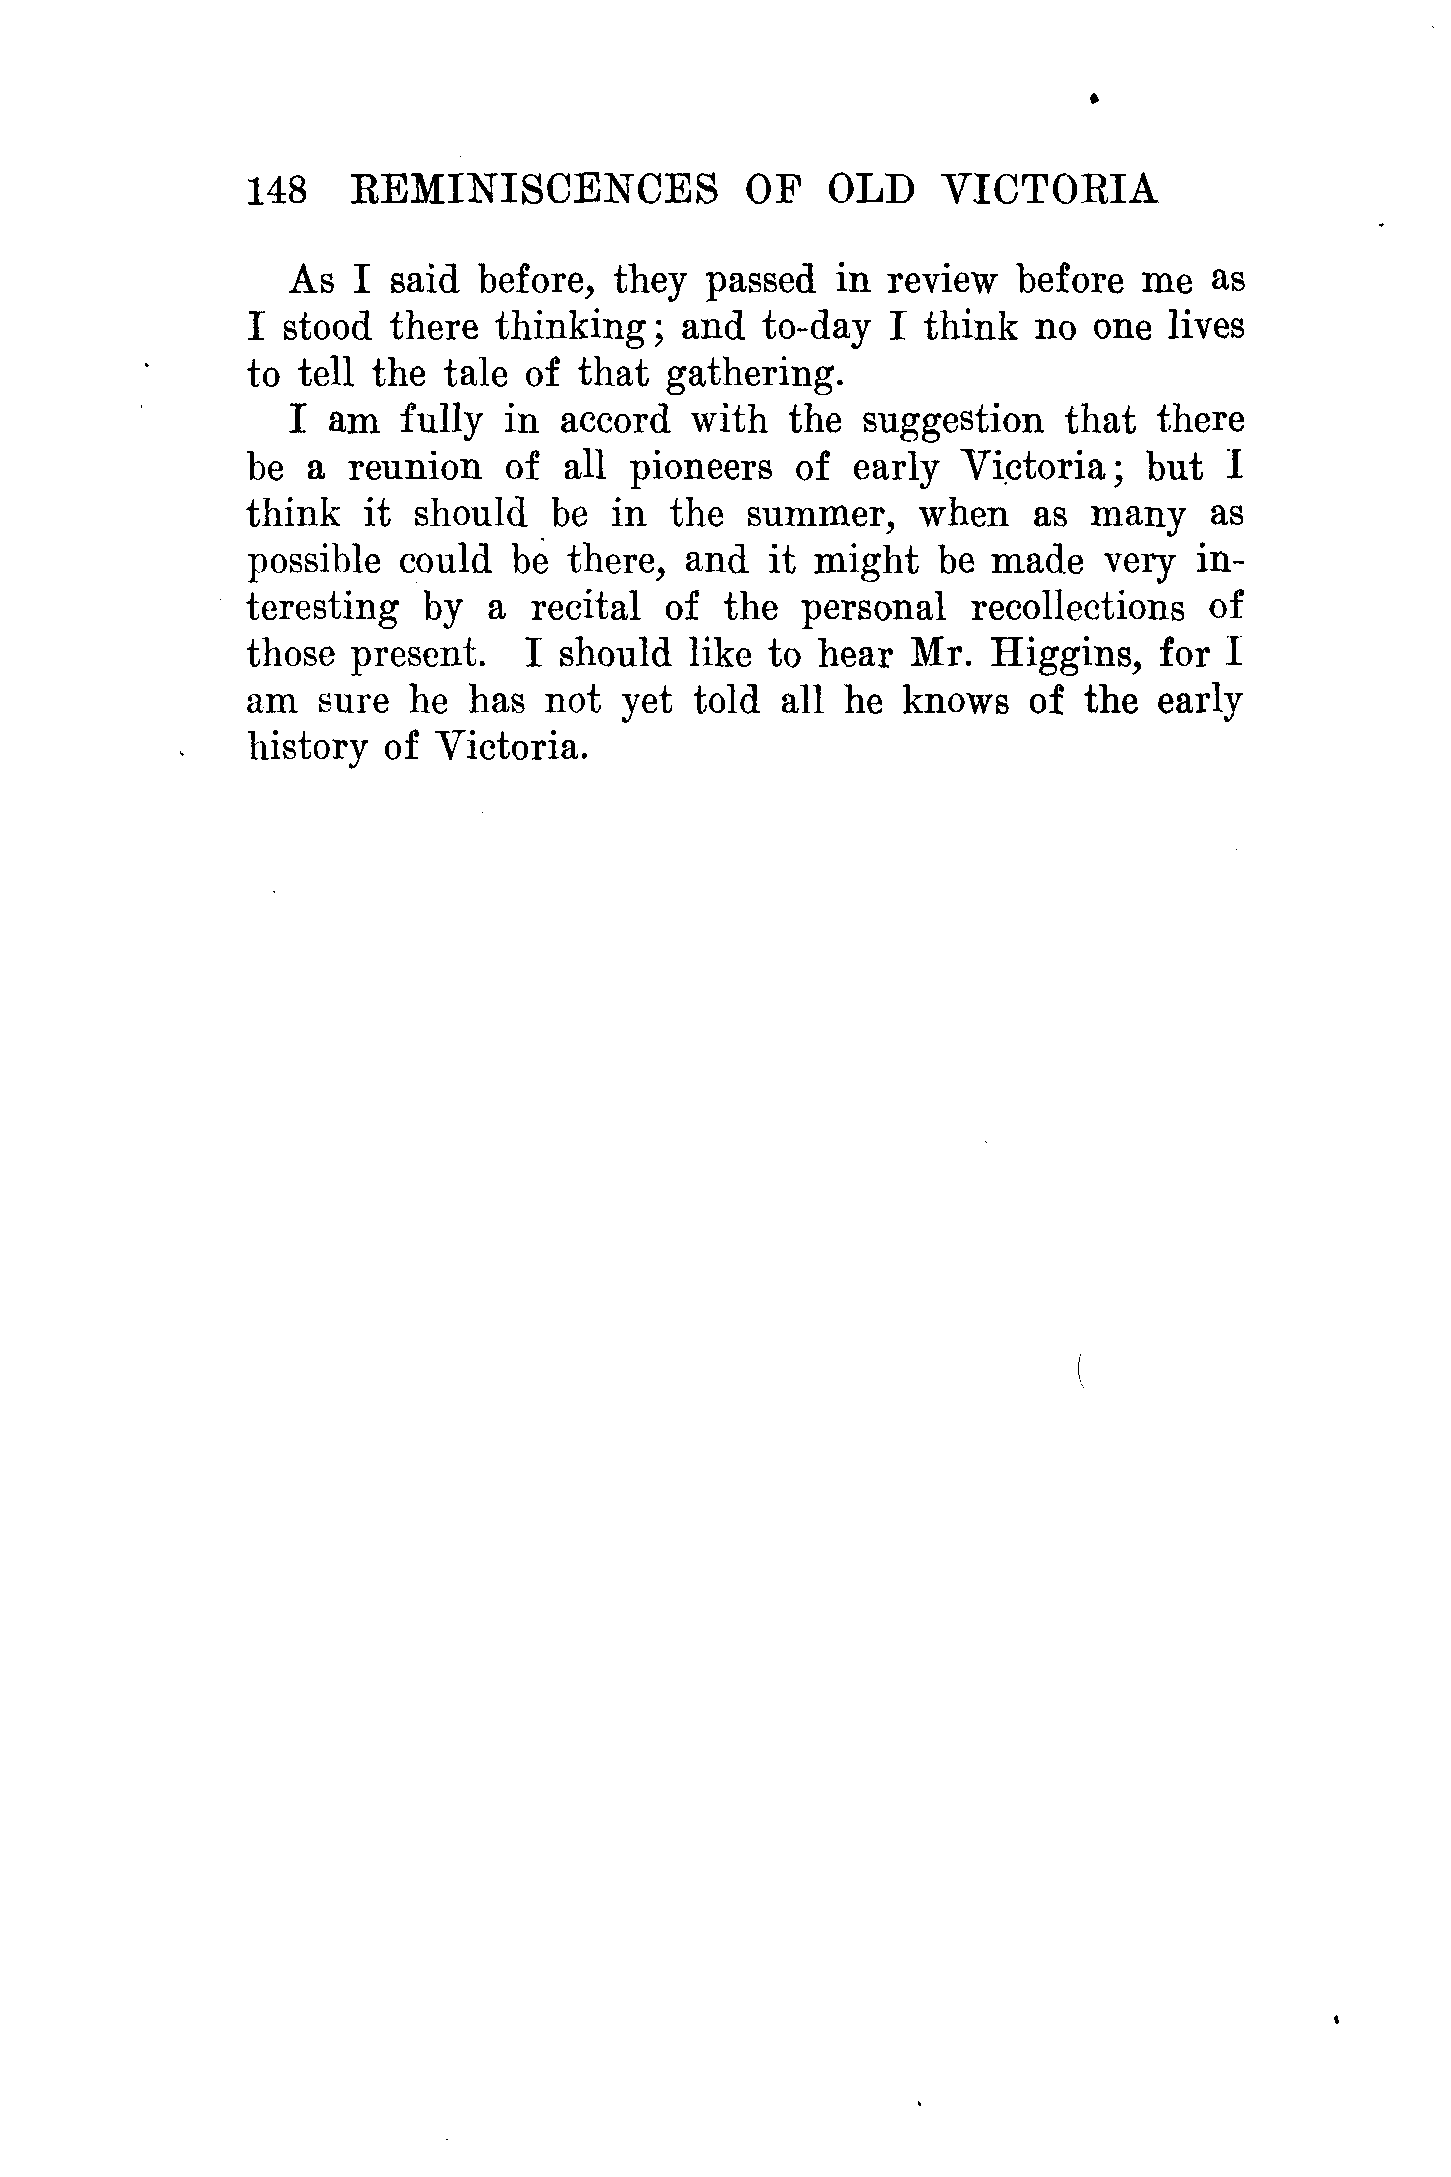 148 REMINISCENCES OF OLD VICTORIA
As I said before, they passed in review before me as
I stood there thinking; and to-day I think no one lives
to tell the tale of that gathering.
I am fully in accord with the suggestion that there
be a reunion of all pioneers of early Victoria; but I
think it should be in the summer, when as many as
possible could be there, and it might be made very in-
teresting by a recital of the personal recollections of
those present. I should like to hear Mr. Higgins, for I
am sure he has not yet told all he knows of the early
history of Victoria.